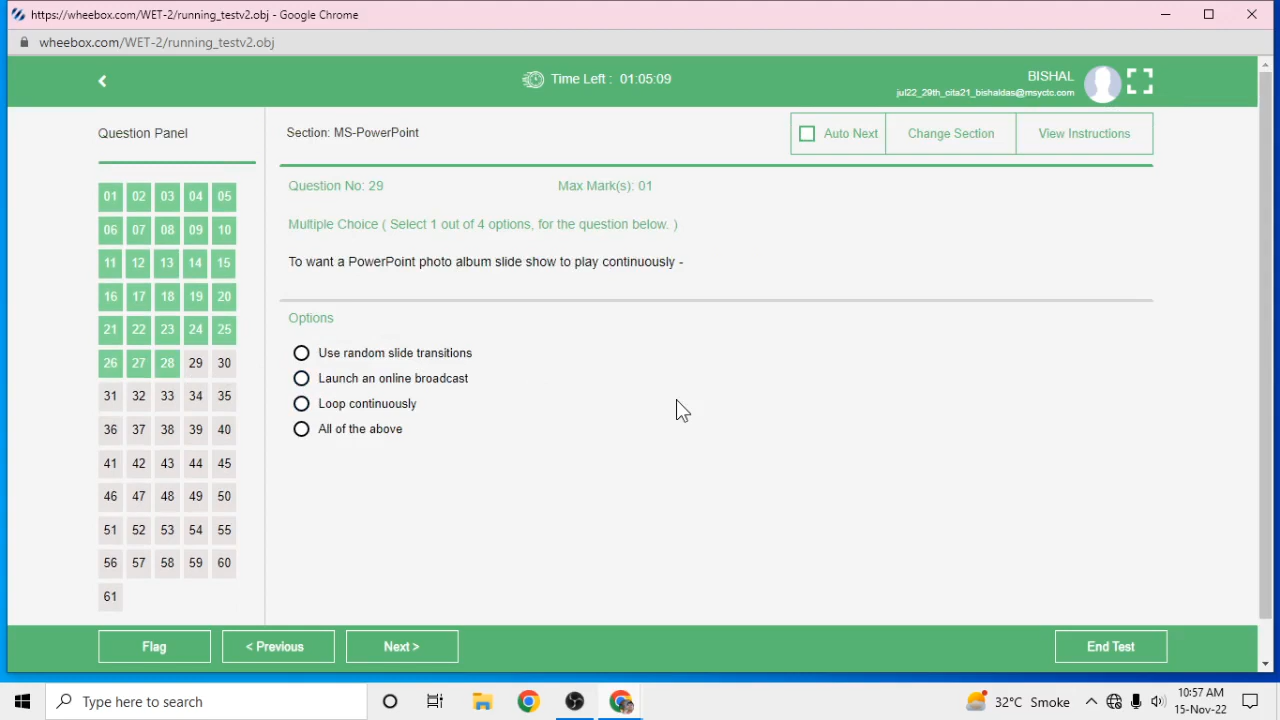 https://wheebox.com/WET-2/running_testv2.obj - Google Chrome
wheebox.com/WET-2/running_testv2.obj
Time Left : 01:05:09
BISHAL
jul22_29th_cita21_bishaldas@msyctc.com
Question Panel
Section: MS-PowerPoint
Auto Next
Change Section
View Instructions
01 02 03 04 05
06 07 08 09 10
11 12 13 14 15
16 17 18 19 20
21 22 23 24 25
26 27 28 29 30
31 32 33 34 35
36 37 38 39 40
41 42 43 44 45
46 47 48 49 50
51 52 53 54 55
56 57 58 59 60
61
Question No: 29
Max Mark(s): 01
Multiple Choice ( Select 1 out of 4 options, for the question below. )
To want a PowerPoint photo album slide show to play continuously -
Options
Use random slide transitions
Launch an online broadcast
Loop continuously
All of the above
Flag
< Previous
Next >
End Test
Type here to search
32°C Smoke
10:57 AM
15-Nov-22